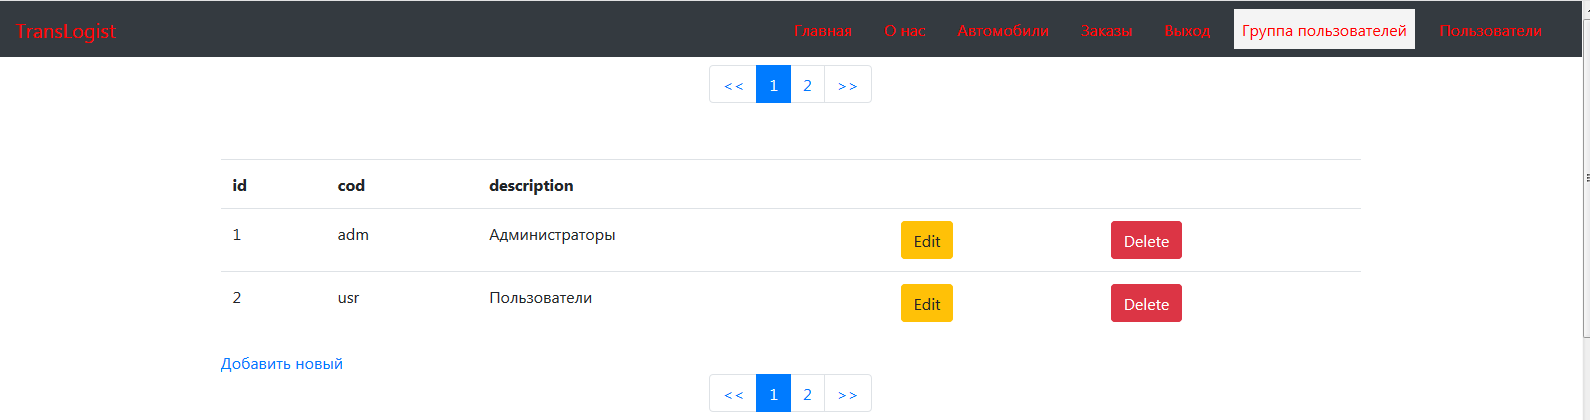 TransLogist Главная О нас Автомобили Заказы Выход Группа пользователей Пользователи
<< 1 2 >>
id cod description
1 adm Администраторы Edit Delete
2 usr Пользователи Edit Delete
Добавить новый
<< 1 2 >>